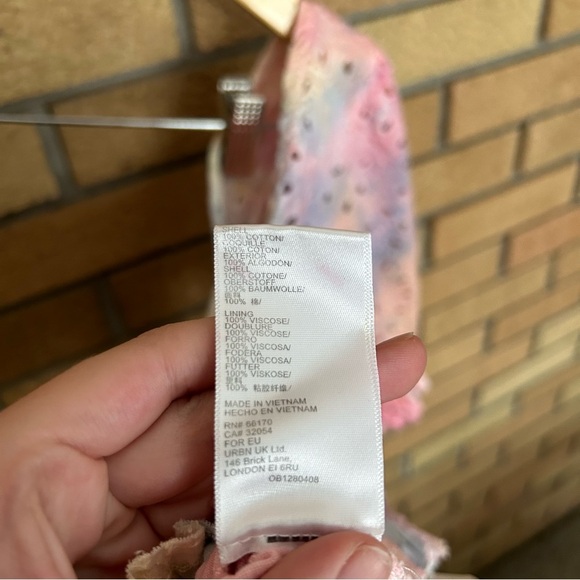 SHELL
100% COTTON/
COQUILLE
100% COTON/
EXTERIOR
100% ALGODÓN/
SHELL
100% COTONE/
OBERSTOFF
100% BAUMWOLLE/
面料
100% 棉/
LINING
100% VISCOSE/
DOUBLURE
100% VISCOSE/
FORRO
100% VISCOSA/
FODERA
100% VISCOSA/
FUTTER
100% VISKOSE/
里料
100% 粘胶纤维/
MADE IN VIETNAM
HECHO EN VIETNAM
RN# 66170
CA# 32054
FOR EU
URBN UK Ltd.
146 Brick Lane,
LONDON EI 6RU
OB1280408